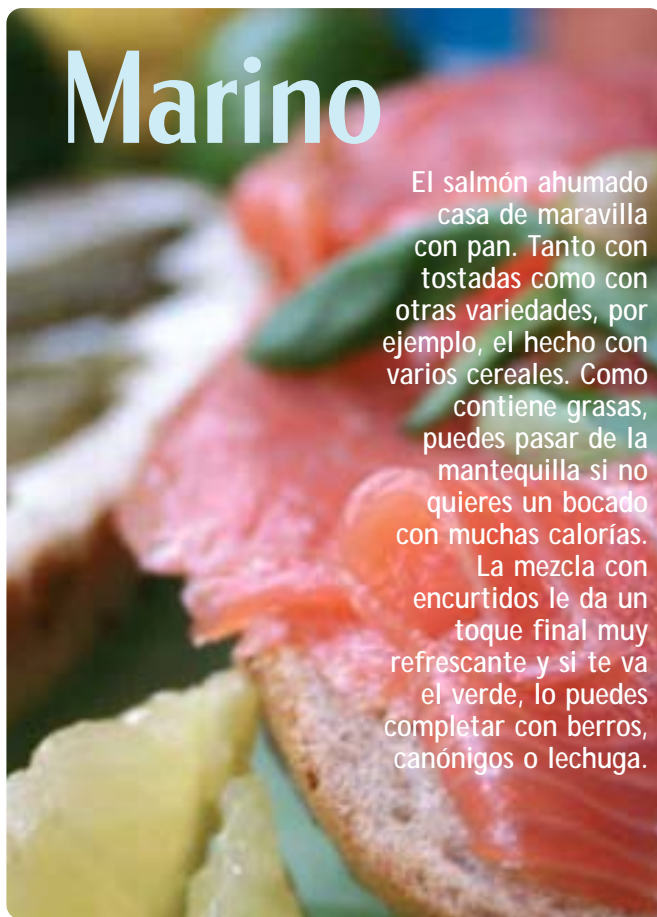 Marino
El salmón ahumado
casa de maravilla
con pan. Tanto con
tostadas como con
otras variedades, por
ejemplo, el hecho con
varios cereales. Como
contiene grasas,
puedes pasar de la
mantequilla si no
quieres un bocado
con muchas calorías.
La mezcla con
encurtidos le da un
toque final muy
refrescante y si te va
el verde, lo puedes
completar con berros,
canónigos o lechuga.